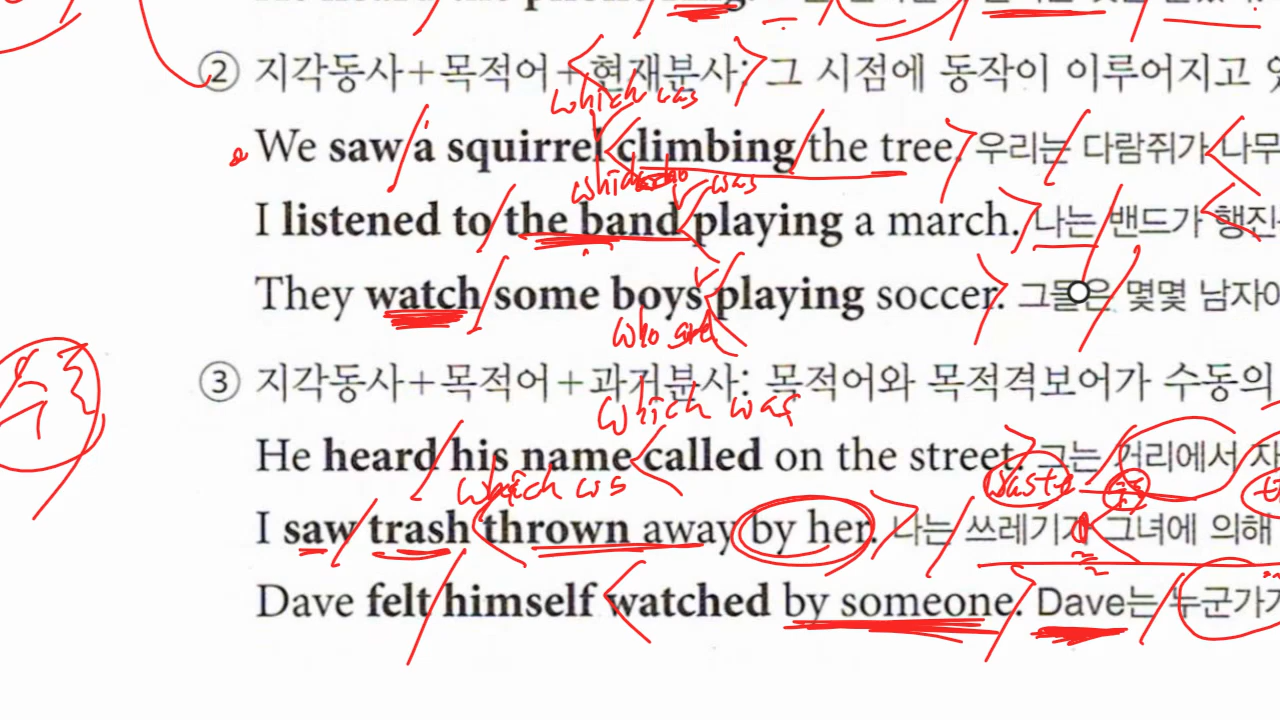 ② 지각동사+목적어+현재분사: 그 시점에 동작이 이루어지고
which was
We saw a squirrel climbing the tree. 우리는 다람쥐가 나무
which was
I listened to the band playing a march. 나는 밴드가 행진
They watch some boys playing soccer. 그들은 몇몇 남자아
who are
③ 지각동사+목적어+과거분사: 목적어와 목적격보어가 수동의
which was
He heard his name called on the street. 그는 거리에서 자
which was waste is
I saw trash thrown away by her. 나는 쓰레기가 그녀에 의해
Dave felt himself watched by someone. Dave는 누군가가